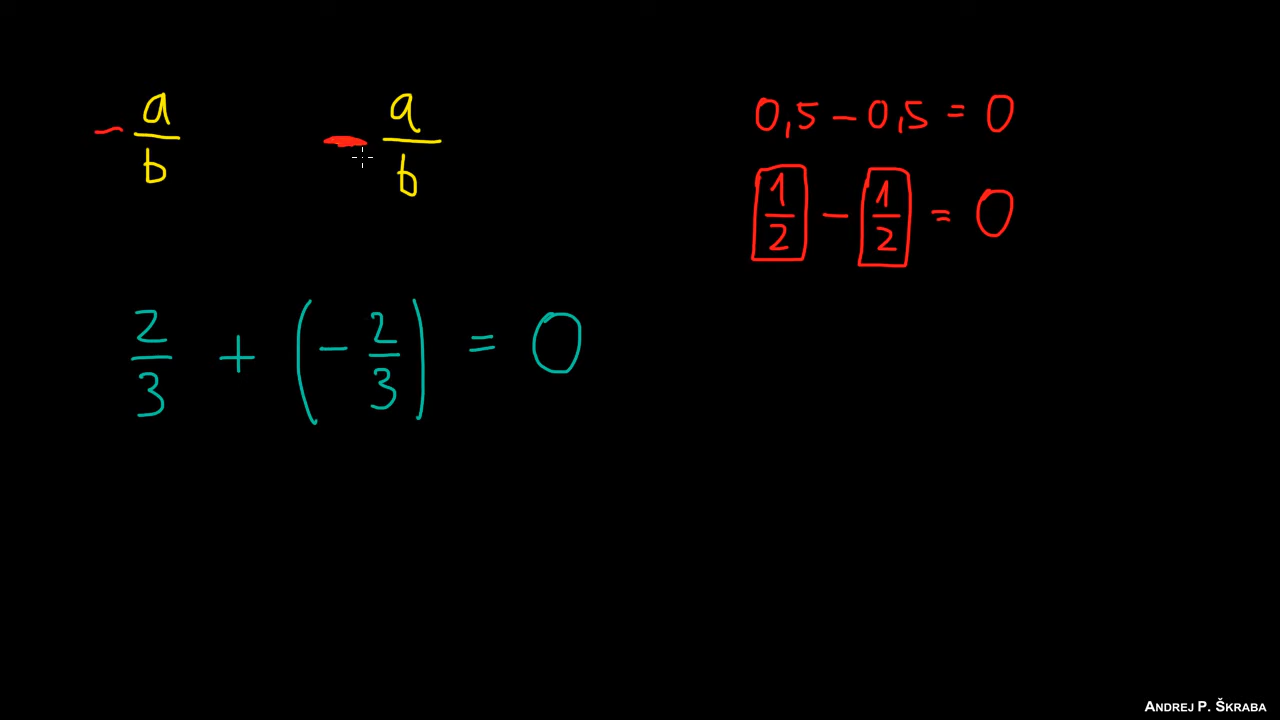 - a/b
- a/b
0,5 - 0,5 = 0
1/2 - 1/2 = 0
2/3 + (- 2/3) = 0
ANDREJ P. ŠKRABA